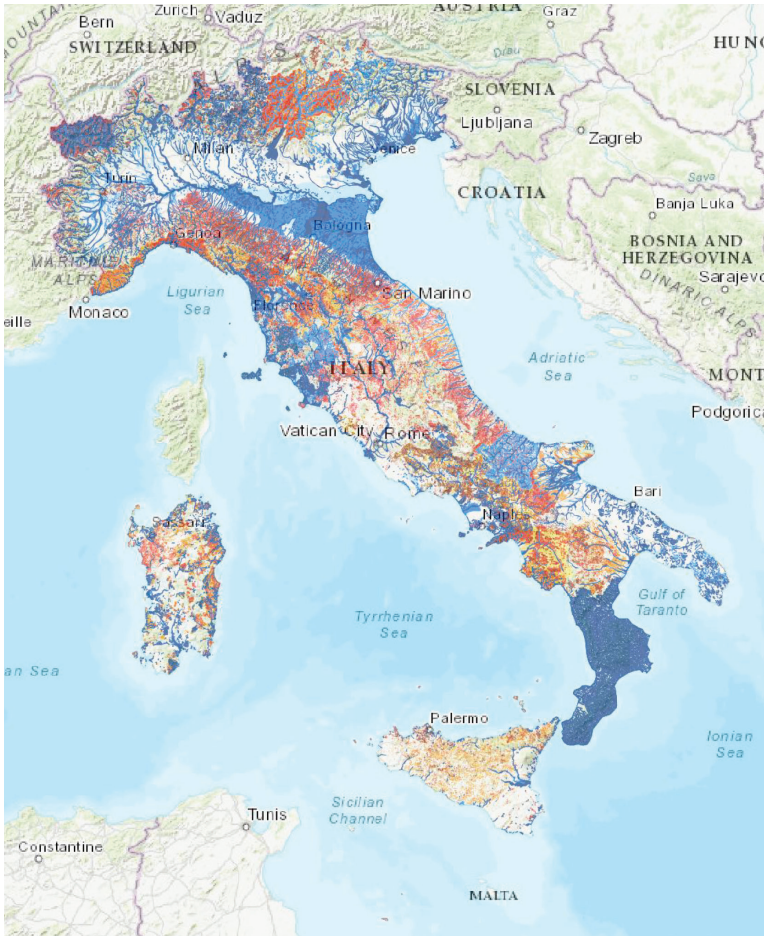 AUSTRIA
Zurich
Vaduz
Graz
Bern
MOUNTAINS
SWITZERLAND
HUNG
ALPS
Drau
SLOVENIA
Ljubljana
Zagreb
Milan
Venice
Sava
Turin
CROATIA
Banja Luka
Bologna
Genoa
BOSNIA AND
HERZEGOVINA
MARITIME
ALPS
Sarajevo
DINARIC ALPS
Ligurian
Sea
San Marino
Florence
Monaco
eille
Adriatic
Sea
ITALY
MONT
Podgorica
Vatican City
Rome
Bari
Naples
Sassari
Gulf of
Taranto
Tyrrhenian
Sea
an Sea
Palermo
Ionian
Sea
Sicilian
Channel
Tunis
Constantine
MALTA